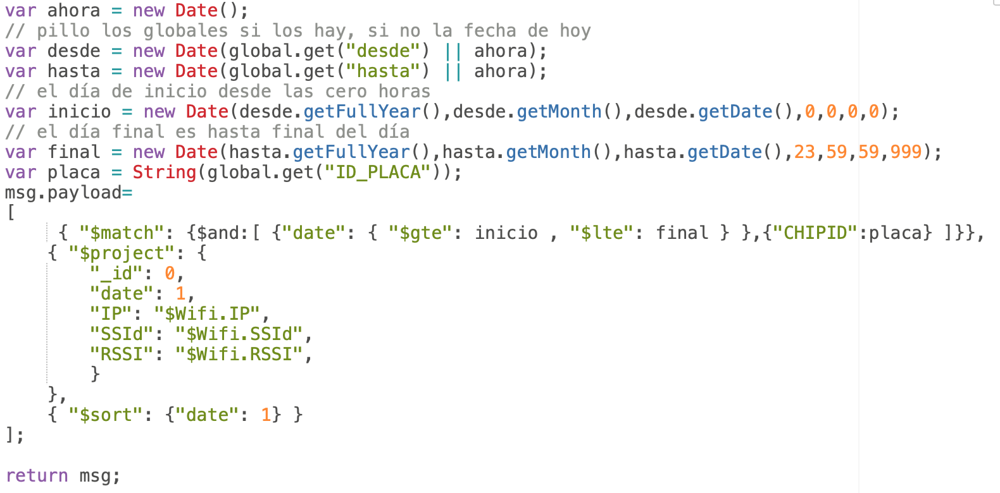 var ahora = new Date();
// pillo los globales si los hay, si no la fecha de hoy
var desde = new Date(global.get("desde") || ahora);
var hasta = new Date(global.get("hasta") || ahora);
// el día de inicio desde las cero horas
var inicio = new Date(desde.getFullYear(),desde.getMonth(),desde.getDate(),0,0,0,0);
// el día final es hasta final del día
var final = new Date(hasta.getFullYear(),hasta.getMonth(),hasta.getDate(),23,59,59,999);
var placa = String(global.get("ID_PLACA"));
msg.payload=
[
     { "$match": {$and:[ {"date": { "$gte": inicio , "$lte": final } },{"CHIPID":placa} ]}},
    { "$project": {
        "_id": 0,
        "date": 1,
        "IP": "$Wifi.IP",
        "SSId": "$Wifi.SSId",
        "RSSI": "$Wifi.RSSI",
        }
    },
    { "$sort": {"date": 1} }
];
return msg;